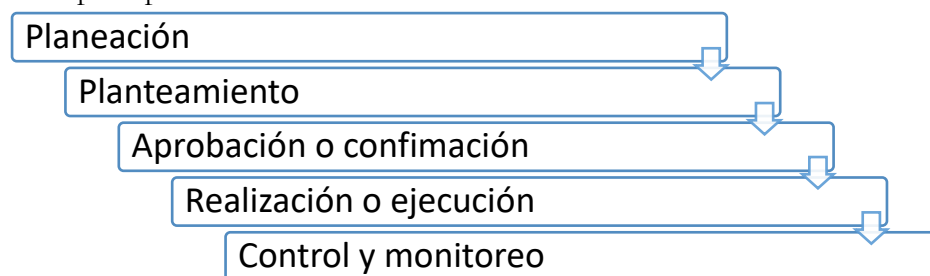 Planeación
Planteamiento
Aprobación o confimación
Realización o ejecución
Control y monitoreo